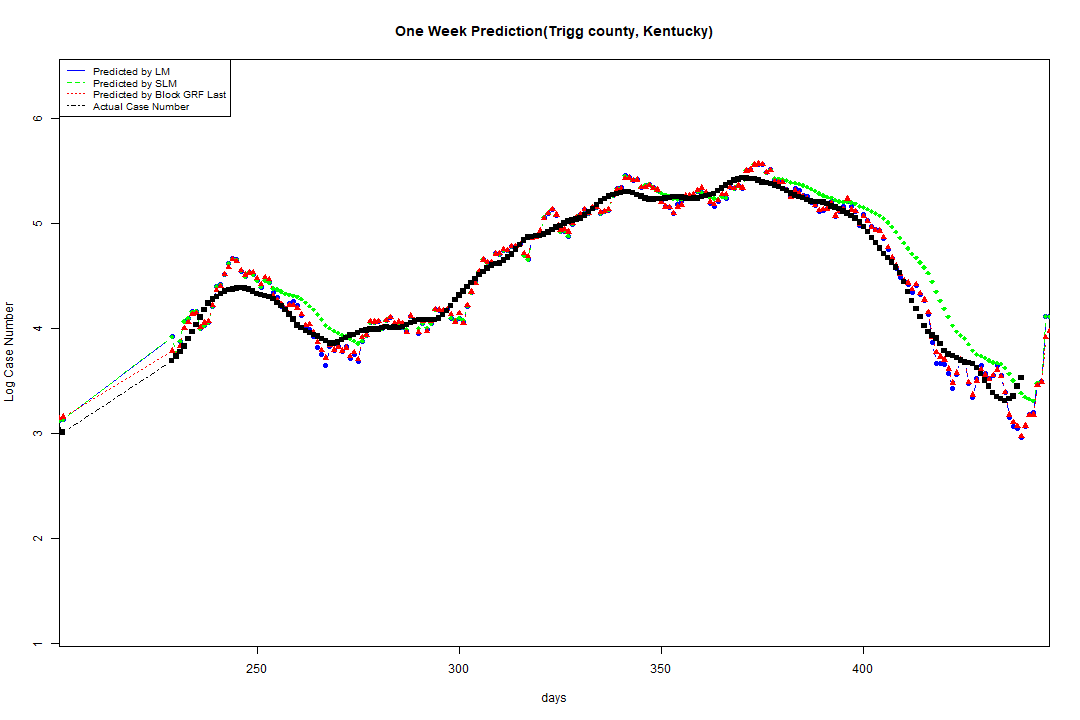 One Week Prediction(Trigg county, Kentucky)
Predicted by LM
Predicted by SLM
Predicted by Block GRF Last
Actual Case Number
Log Case Number
6
5
4
3
2
1
250 300 350 400
days